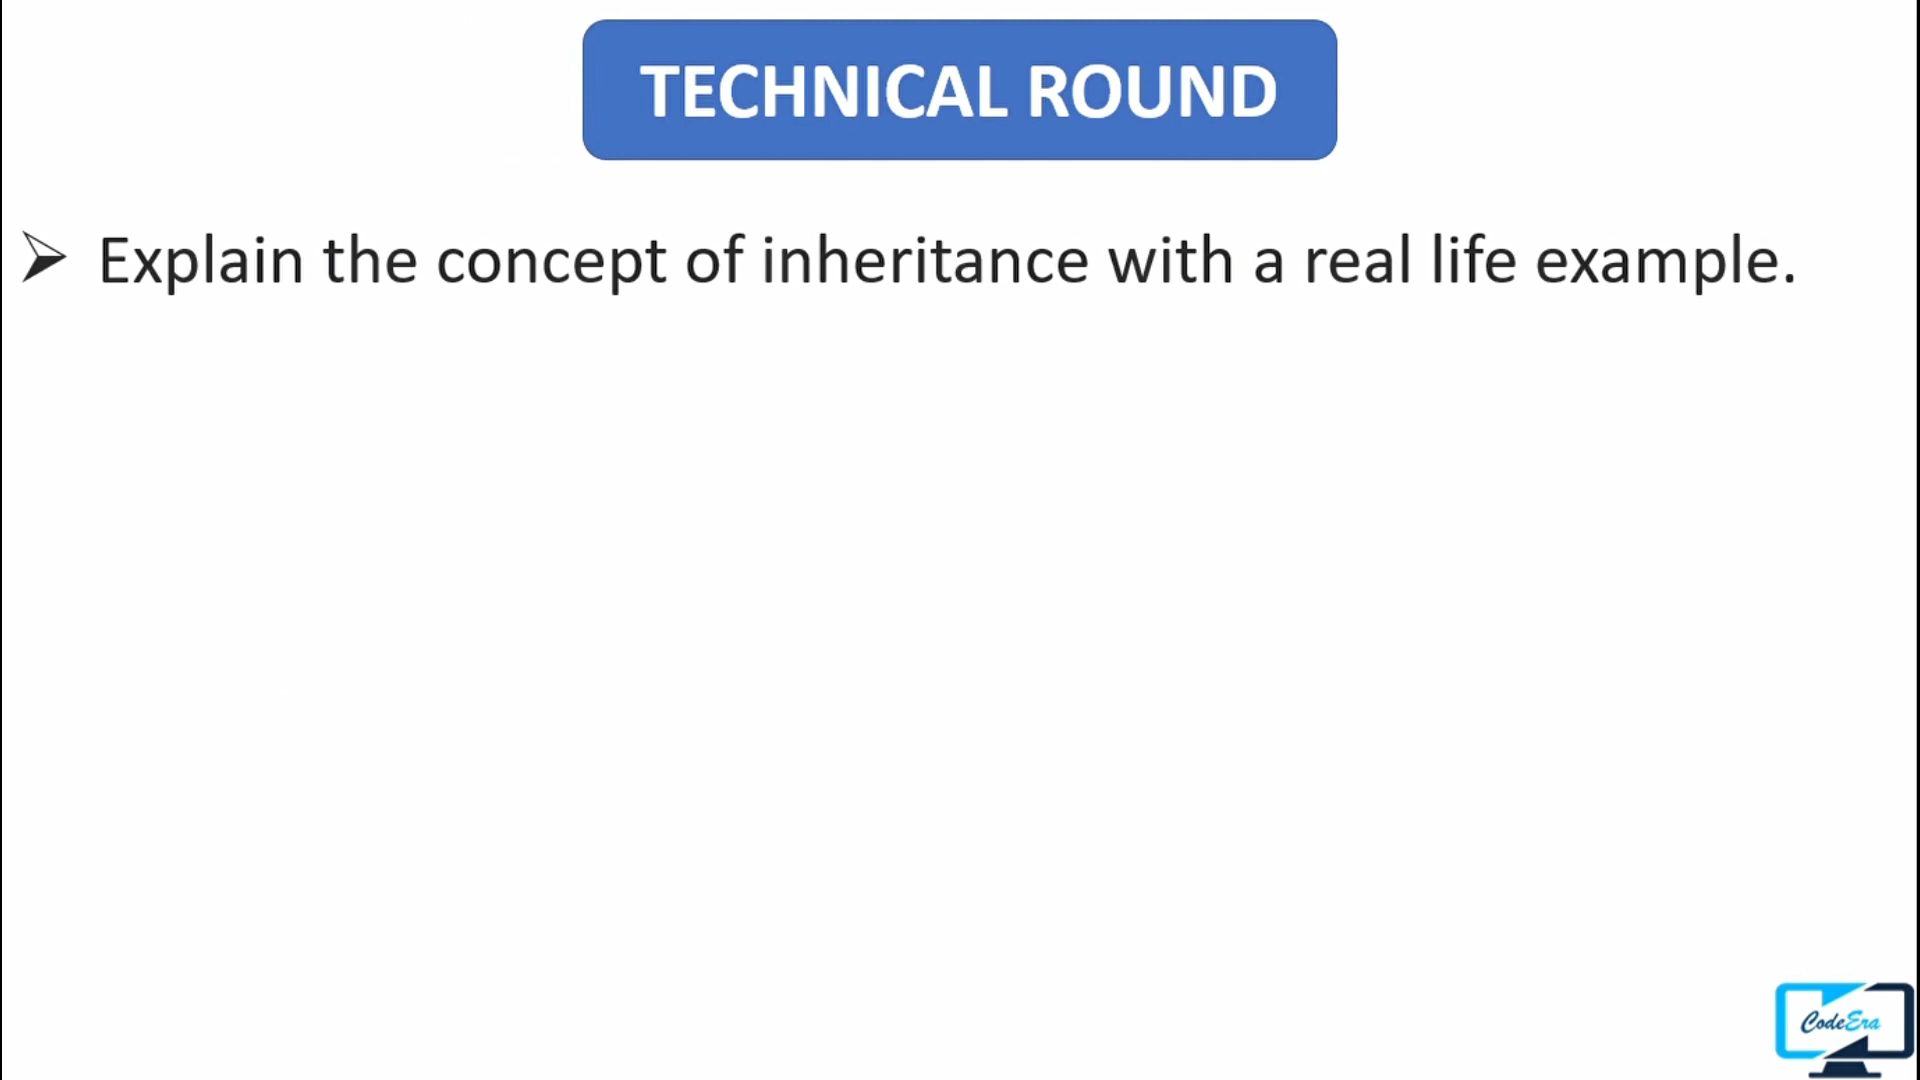 TECHNICAL ROUND
Explain the concept of inheritance with a real life example.
CodeEra